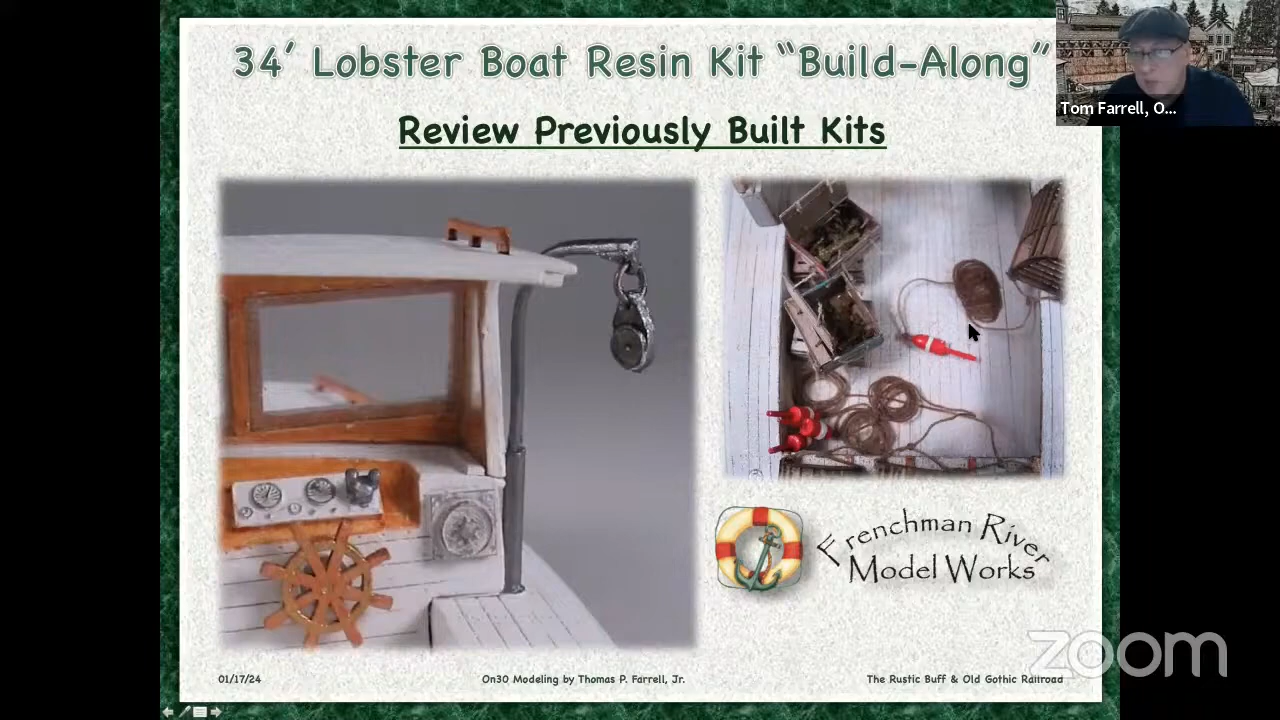 34′ Lobster Boat Resin Kit “Build-Along”
Review Previously Built Kits
Tom Farrell, O...
Frenchman River
Model Works
zoom
01/17/24
On30 Modeling by Thomas P. Farrell, Jr.
The Rustic Buff & Old Gothic Railroad